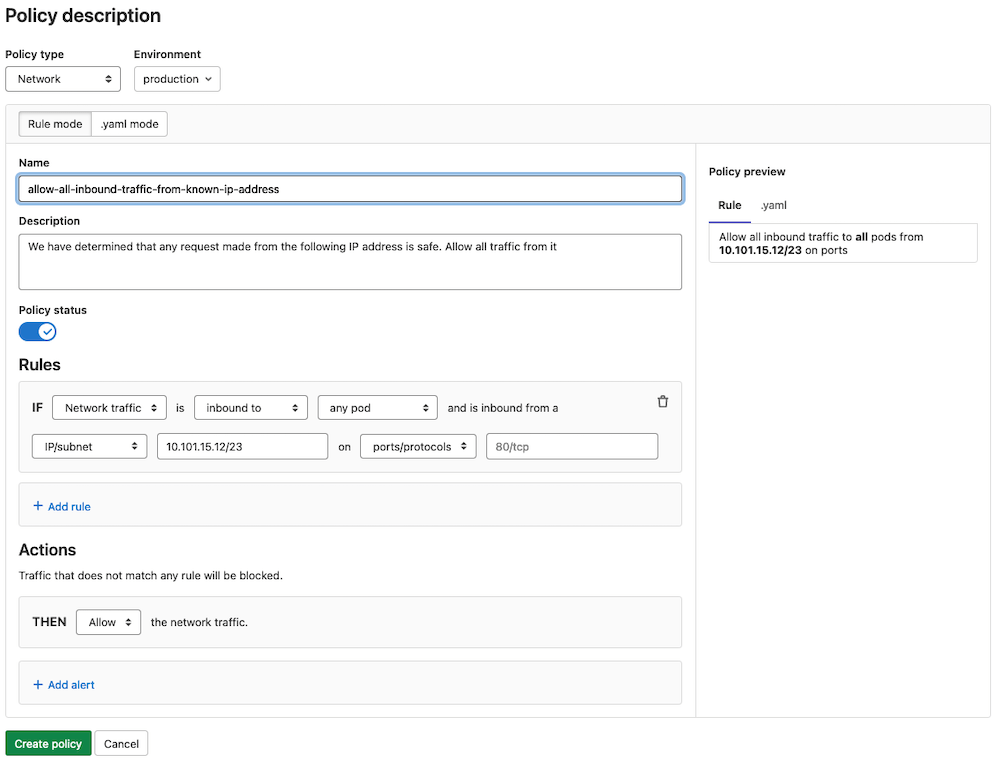 Policy description
Policy type
Environment
Network
production
Rule mode
.yaml mode
Name
allow-all-inbound-traffic-from-known-ip-address
Description
We have determined that any request made from the following IP address is safe. Allow all traffic from it
Policy status
Rules
IF Network traffic is inbound to any pod and is inbound from a
IP/subnet 10.101.15.12/23 on ports/protocols 80/tcp
+ Add rule
Actions
Traffic that does not match any rule will be blocked.
THEN Allow the network traffic.
+ Add alert
Policy preview
Rule .yaml
Allow all inbound traffic to all pods from
10.101.15.12/23 on ports
Create policy Cancel